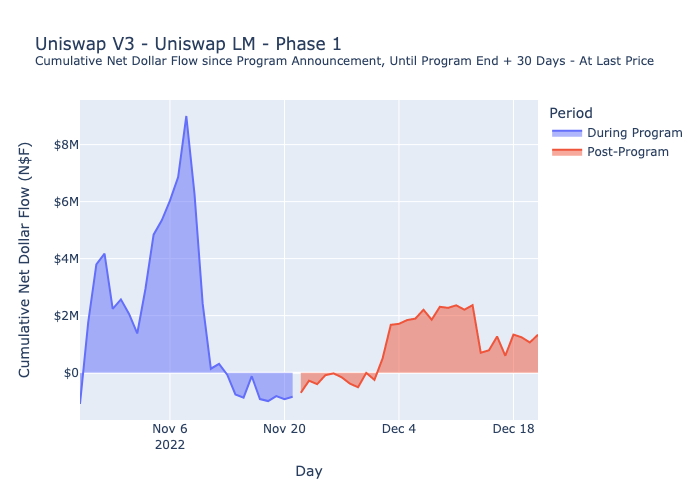 Uniswap V3 - Uniswap LM - Phase 1
Cumulative Net Dollar Flow since Program Announcement, Until Program End + 30 Days - At Last Price
Period
During Program
Post-Program
Cumulative Net Dollar Flow (N$F)
$8M
$6M
$4M
$2M
$0
Nov 6
2022
Nov 20
Dec 4
Dec 18
Day